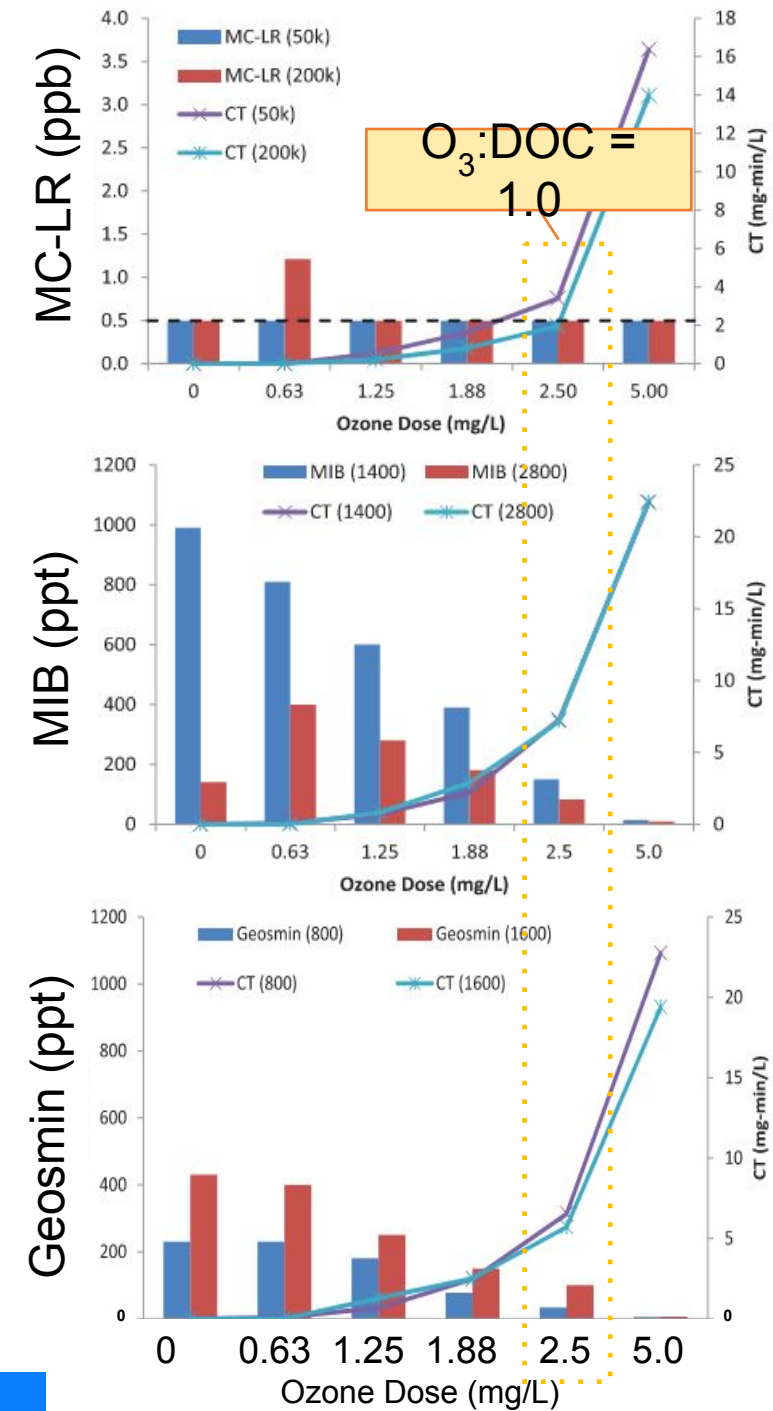 MC-LR (ppb)
4.0
3.5
3.0
2.5
2.0
1.5
1.0
0.5
0.0
MC-LR (50k)
MC-LR (200k)
CT (50k)
CT (200k)
O3:DOC =
1.0
18
16
14
12
10
8
6
4
2
0
CT (mg-min/L)
0 0.63 1.25 1.88 2.50 5.00
Ozone Dose (mg/L)
MIB (ppt)
1200
1000
800
600
400
200
0
MIB (1400) MIB (2800)
CT (1400) CT (2800)
25
20
15
10
5
0
CT (mg-min/L)
0 0.63 1.25 1.88 2.5 5.0
Ozone Dose (mg/L)
Geosmin (ppt)
1200
1000
800
600
400
200
0
Geosmin (800) Geosmin (1600)
CT (800) CT (1600)
25
20
15
10
5
0
CT (mg-min/L)
0 0.63 1.25 1.88 2.5 5.0
Ozone Dose (mg/L)